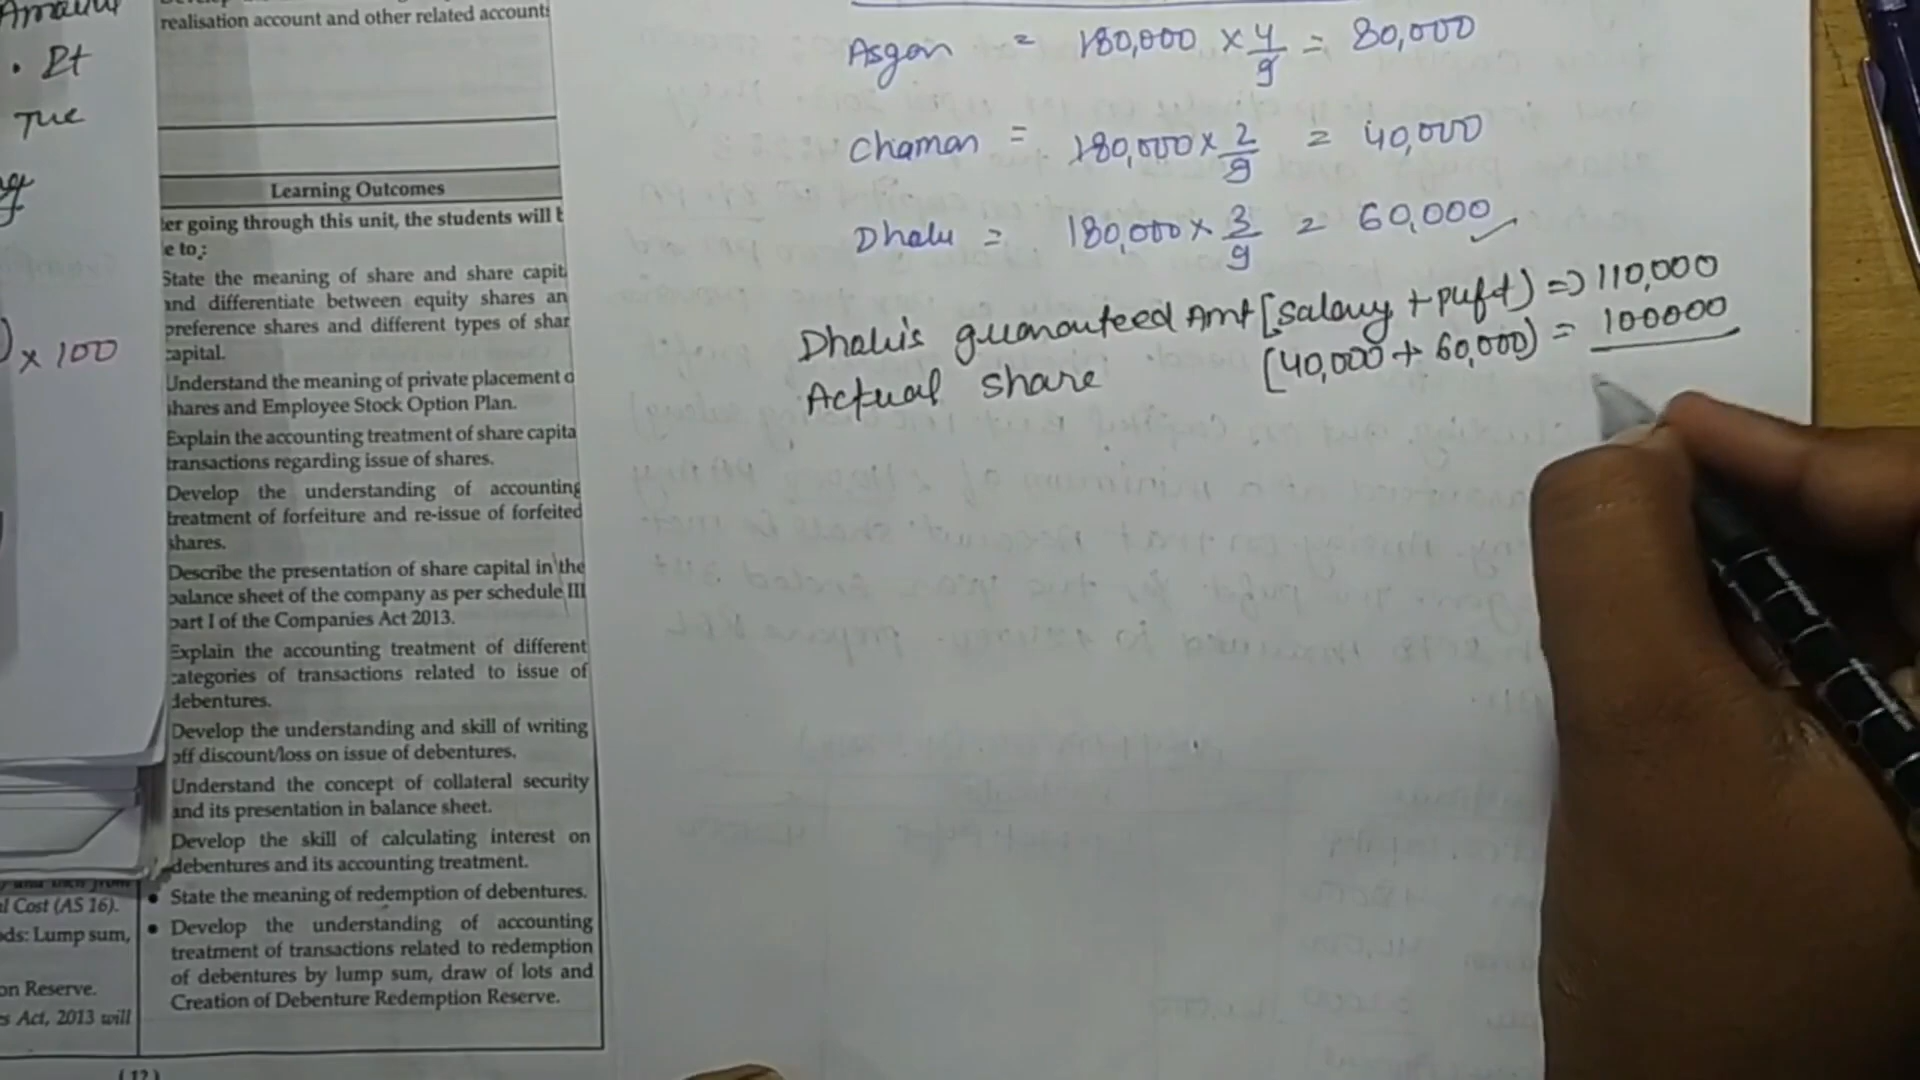 Amount
. It
The
) x 100
realisation account and other related accounts
Learning Outcomes
ter going through this unit, the students will b
e to :
State the meaning of share and share capit
and differentiate between equity shares an
preference shares and different types of shar
capital.
Understand the meaning of private placement o
shares and Employee Stock Option Plan.
Explain the accounting treatment of share capita
transactions regarding issue of shares.
Develop the understanding of accounting
treatment of forfeiture and re-issue of forfeited
shares.
Describe the presentation of share capital in the
balance sheet of the company as per schedule III
part I of the Companies Act 2013.
Explain the accounting treatment of different
categories of transactions related to issue of
debentures.
Develop the understanding and skill of writing
off discount/loss on issue of debentures.
Understand the concept of collateral security
and its presentation in balance sheet.
Develop the skill of calculating interest on
debentures and its accounting treatment.
• State the meaning of redemption of debentures.
• Develop the understanding of accounting
treatment of transactions related to redemption
of debentures by lump sum, draw of lots and
Creation of Debenture Redemption Reserve.
l Cost (AS 16).
ds: Lump sum,
on Reserve.
s Act, 2013 will
(12)
Asgar = 180,000 x 4/9 = 80,000
Chaman = 180,000 x 2/9 = 40,000
Dhalu = 180,000 x 3/9 = 60,000
Dhalu's guaranteed Amt [salary + pufit) => 110,000
Actual share [40,000 + 60,000) = 100000